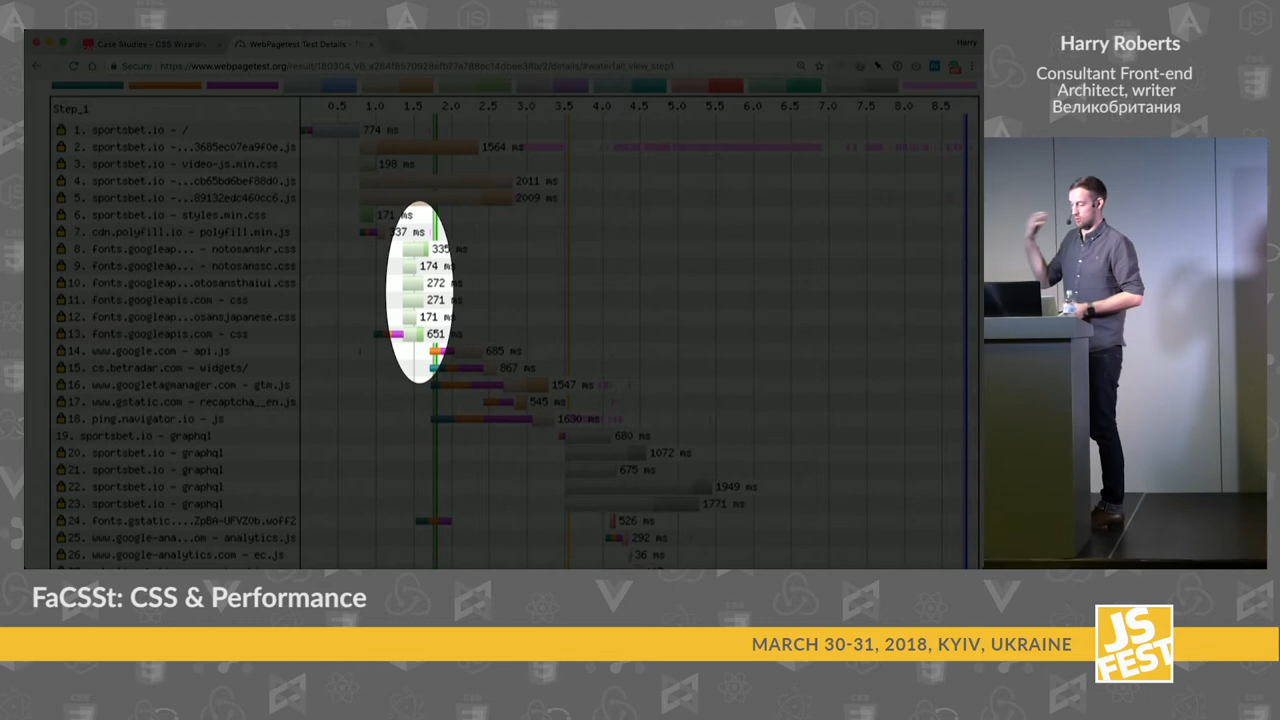 Case Studies – CSS Wizardry
WebPagetest Test Details –
Harry
Secure
Step_1
0.5 1.0 1.5 2.0 2.5 3.0 3.5 4.0 4.5 5.0 5.5 6.0 6.5 7.0 7.5 8.0 8.5
1. sportsbet.io - / 774 ms
2. sportsbet.io -...3685ec07ea9f0e.js 1564 ms
3. sportsbet.io - video-js.min.css 198 ms
4. sportsbet.io -...cb65bd6bef88d0.js 2011 ms
5. sportsbet.io -...89132edc460cc6.js 2009 ms
6. sportsbet.io - styles.min.css 171 ms
7. cdn.polyfill.io - polyfill.min.js 337 ms
8. fonts.googleap... - notosanskr.css 335 ms
9. fonts.googleap... - notosanssc.css 174 ms
10. fonts.googleap...otosansthaiui.css 272 ms
11. fonts.googleapis.com - css 271 ms
12. fonts.googleap...osansjapanese.css 171 ms
13. fonts.googleapis.com - css 651 ms
14. www.google.com - api.js 685 ms
15. cs.betradar.com - widgets/ 867 ms
16. www.googletagmanager.com - gtm.js 1547 ms
17. www.gstatic.com - recaptcha__en.js 545 ms
18. ping.navigator.io - js 1630 ms
19. sportsbet.io - graphql 680 ms
20. sportsbet.io - graphql 1072 ms
21. sportsbet.io - graphql 675 ms
22. sportsbet.io - graphql 1949 ms
23. sportsbet.io - graphql 1771 ms
24. fonts.gstatic....ZpBA-UFVZ0b.woff2 526 ms
25. www.google-ana...om - analytics.js 292 ms
26. www.google-analytics.com - ec.js 36 ms
Harry Roberts
Consultant Front-end
Architect, writer
Великобритания
FaCSSt: CSS & Performance
MARCH 30-31, 2018, KYIV, UKRAINE
JS
FEST